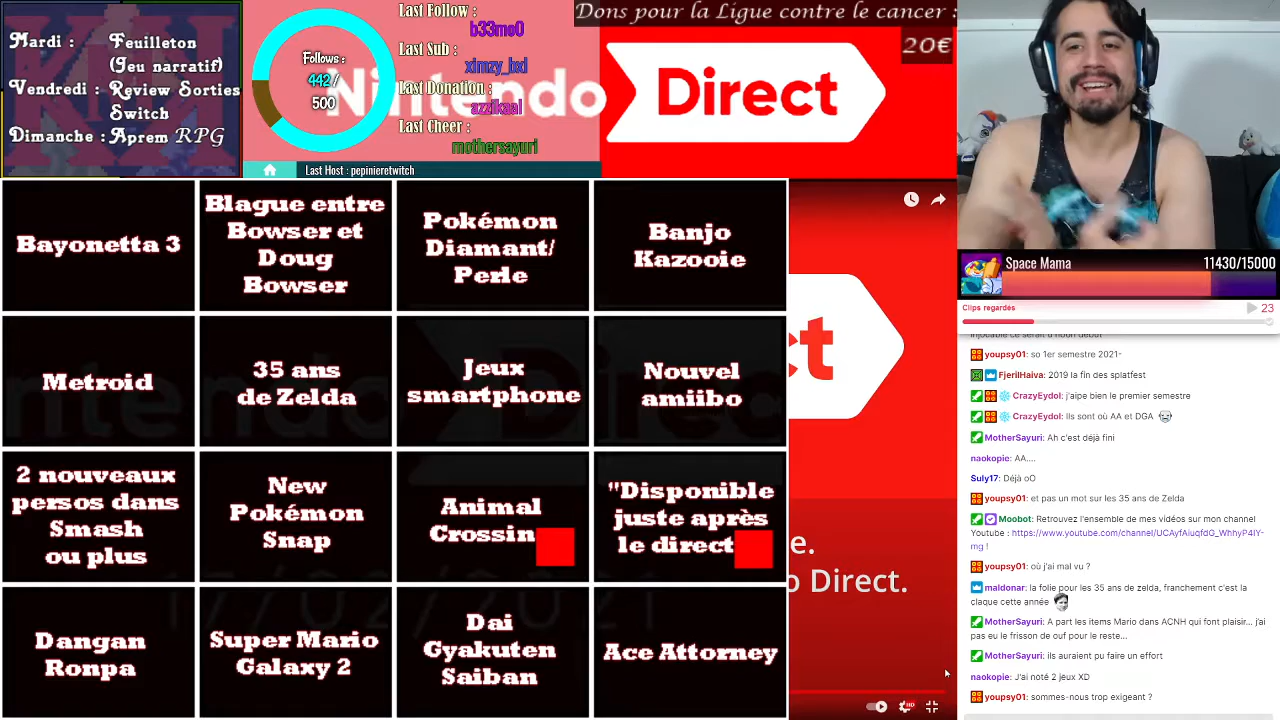 Mardi : Feuilleton
(Jeu narratif)
Vendredi : Review Sorties
Switch
Dimanche : Aprem RPG
Follows :
442 /
500
Last Follow :
b33mo0
Last Sub :
ximzy_bxd
Last Donation :
azzikaal
Last Cheer :
mothersayuri
Last Host : pepinieretwitch
Nintendo Direct
Dons pour la Ligue contre le cancer :
20€
Bayonetta 3
Blague entre
Bowser et
Doug
Bowser
Pokémon
Diamant/
Perle
Banjo
Kazooie
Metroid
35 ans
de Zelda
Jeux
smartphone
Nouvel
amiibo
2 nouveaux
persos dans
Smash
ou plus
New
Pokémon
Snap
Animal
Crossin
"Disponible
juste après
le direct
Dangan
Ronpa
Super Mario
Galaxy 2
Dai
Gyakuten
Saiban
Ace Attorney
17/02/2021
ct
e.
o Direct.
HD
Space Mama 11430/15000
Clips regardés 23
youpsy01: so 1er semestre 2021-
FjerilHaiva: 2019 la fin des splatfest
CrazyEydol: j'aipe bien le premier semestre
CrazyEydol: Ils sont où AA et DGA
MotherSayuri: Ah c'est déjà fini
naokopie: AA....
Suly17: Déjà oO
youpsy01: et pas un mot sur les 35 ans de Zelda
Moobot: Retrouvez l'ensemble de mes vidéos sur mon channel
Youtube : https://www.youtube.com/channel/UCAyfAiuqfdG_WhhyP4IY-
mg !
youpsy01: où j'ai mal vu ?
maldonar: la folie pour les 35 ans de zelda, franchement c'est la
claque cette année
MotherSayuri: A part les items Mario dans ACNH qui font plaisir... j'ai
pas eu le frisson de ouf pour le reste...
MotherSayuri: ils auraient pu faire un effort
naokopie: J'ai noté 2 jeux XD
youpsy01: sommes-nous trop exigeant ?